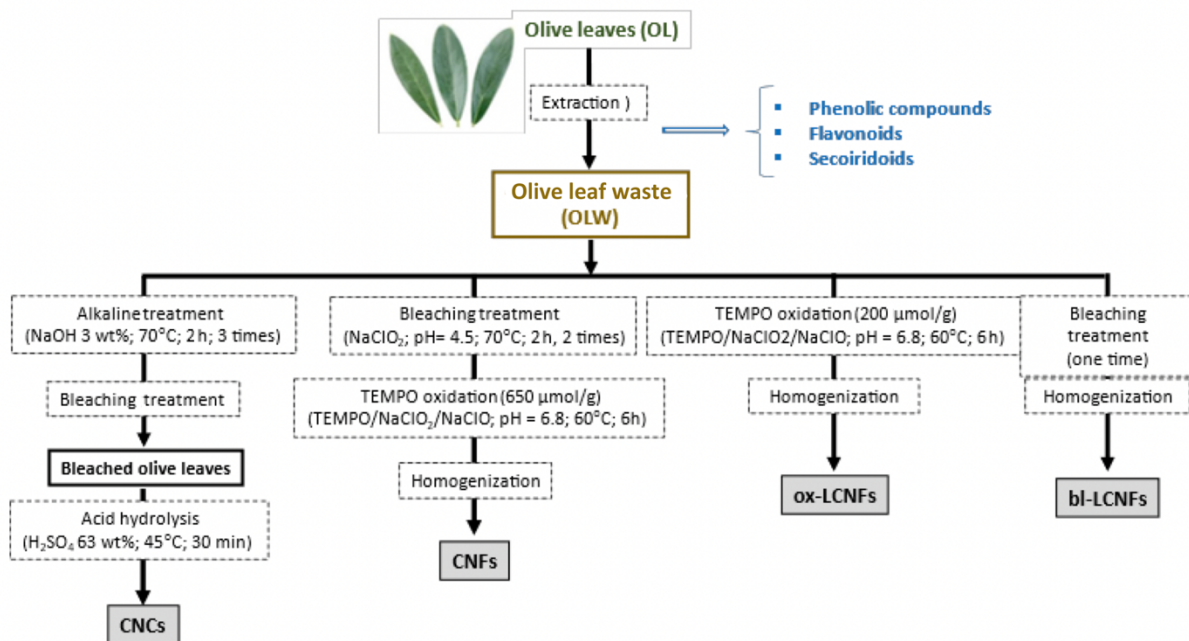 Olive leaves (OL)
Extraction )
▪ Phenolic compounds
▪ Flavonoids
▪ Secoiridoids
Olive leaf waste
(OLW)
Alkaline treatment
(NaOH 3 wt%; 70°C; 2 h; 3 times)
Bleaching treatment
Bleached olive leaves
Acid hydrolysis
(H₂SO₄ 63 wt%; 45°C; 30 min)
CNCs
Bleaching treatment
(NaClO₂; pH= 4.5; 70°C; 2h, 2 times)
TEMPO oxidation (650 μmol/g)
(TEMPO/NaClO₂/NaClO; pH = 6.8; 60°C; 6h)
Homogenization
CNFs
TEMPO oxidation (200 μmol/g)
(TEMPO/NaClO2/NaClO; pH = 6.8; 60°C; 6 h)
Homogenization
ox-LCNFs
Bleaching
treatment
(one time)
Homogenization
bl-LCNFs